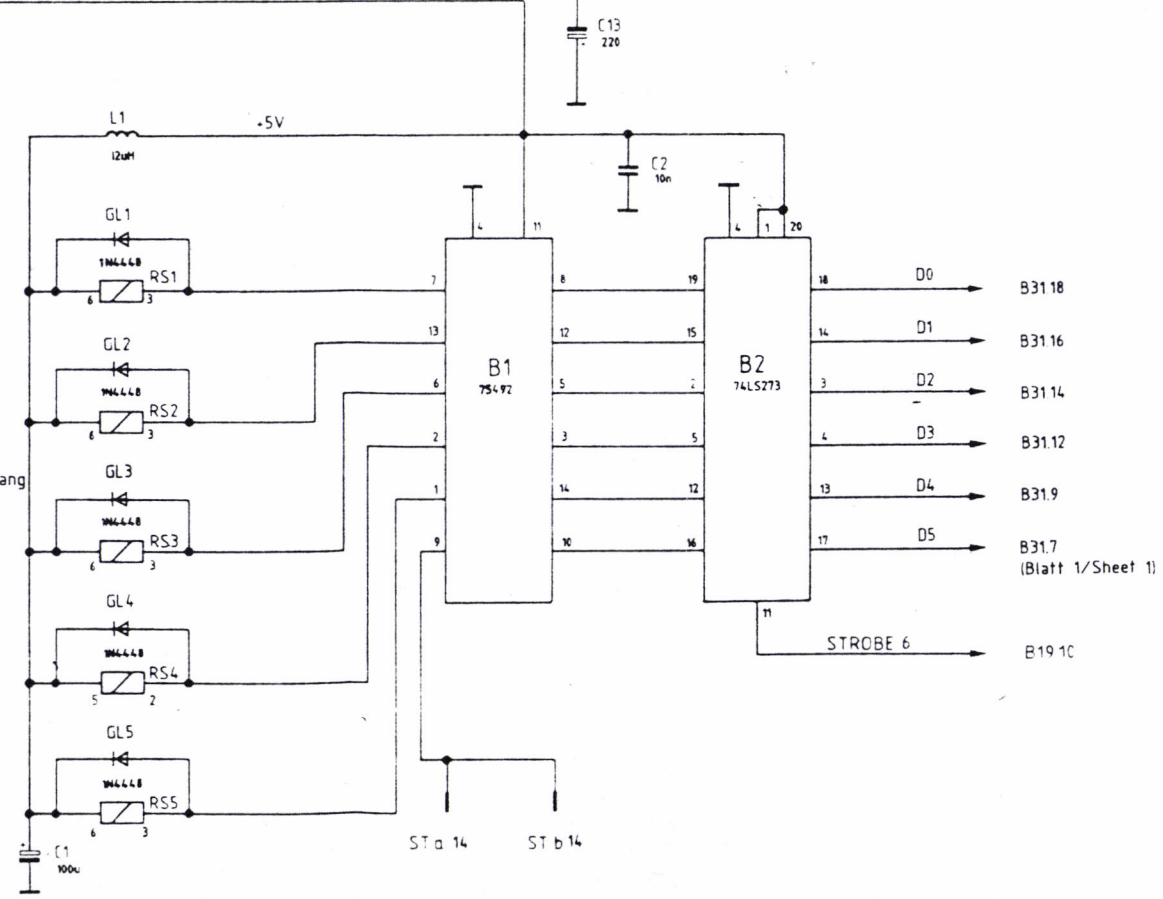 C13
220
L1
+5V
12uH
C2
10n
GL1
1N4448
RS1
6
3
4
11
4
1
20
7
8
19
18
D0
B31.18
GL2
1N4448
RS2
6
3
13
12
15
14
D1
B31.16
B1
75492
B2
74LS273
6
5
2
3
D2
B31.14
2
3
5
4
D3
B31.12
ang
GL3
1N4448
RS3
6
3
1
14
12
13
D4
B31.9
9
10
16
17
D5
B31.7
(Blatt 1/Sheet 1)
GL4
1N4448
RS4
5
2
11
STROBE 6
B19.10
GL5
1N4448
RS5
6
3
STa 14
STb 14
+
C1
100u